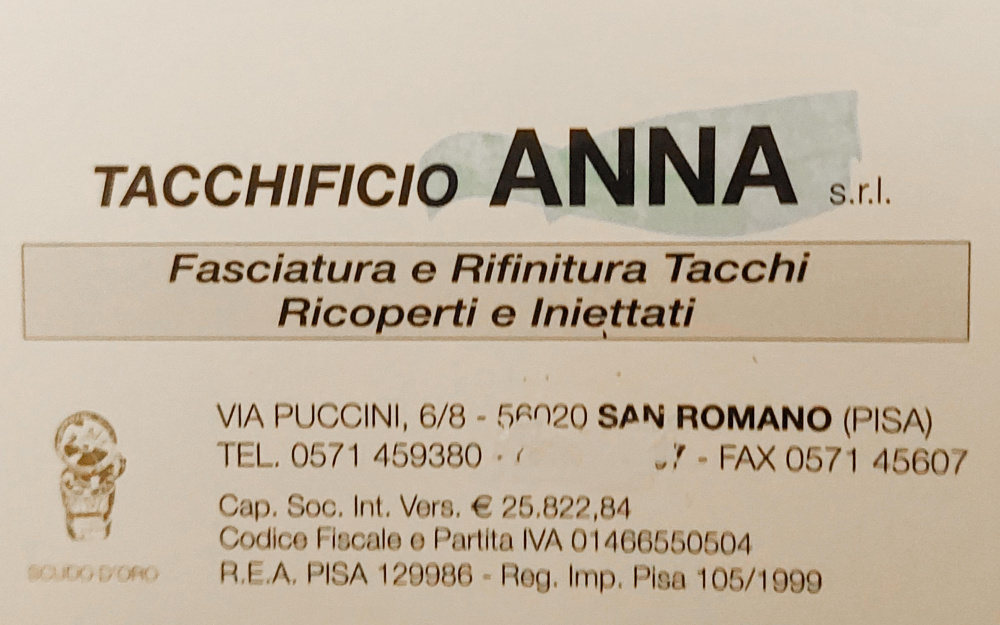 TACCHIFICIO ANNA s.r.l.
Fasciatura e Rifinitura Tacchi
Ricoperti e Iniettati
VIA PUCCINI, 6/8 - 56020 SAN ROMANO (PISA)
TEL. 0571 459380 - - FAX 0571 45607
Cap. Soc. Int. Vers. € 25.822,84
Codice Fiscale e Partita IVA 01466550504
R.E.A. PISA 129986 - Reg. Imp. Pisa 105/1999
SCUDO D'ORO